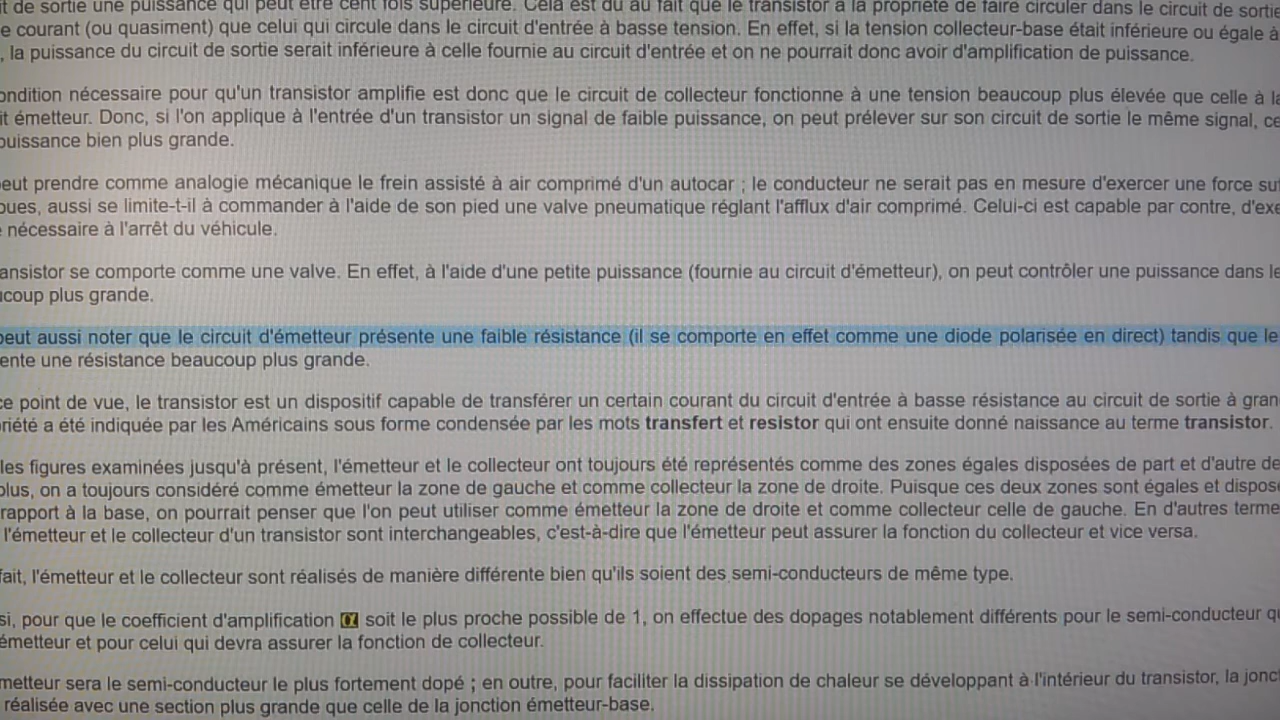 de sortie une puissance qui peut être cent fois supérieure. Cela est dû au fait que le transistor a la propriété de faire circuler dans le circuit de sortie
courant (ou quasiment) que celui qui circule dans le circuit d'entrée à basse tension. En effet, si la tension collecteur-base était inférieure ou égale à
, la puissance du circuit de sortie serait inférieure à celle fournie au circuit d'entrée et on ne pourrait donc avoir d'amplification de puissance.
ondition nécessaire pour qu'un transistor amplifie est donc que le circuit de collecteur fonctionne à une tension beaucoup plus élevée que celle à la
it émetteur. Donc, si l'on applique à l'entrée d'un transistor un signal de faible puissance, on peut prélever sur son circuit de sortie le même signal, ce
puissance bien plus grande.
eut prendre comme analogie mécanique le frein assisté à air comprimé d'un autocar ; le conducteur ne serait pas en mesure d'exercer une force suf
oues, aussi se limite-t-il à commander à l'aide de son pied une valve pneumatique réglant l'afflux d'air comprimé. Celui-ci est capable par contre, d'exe
nécessaire à l'arrêt du véhicule.
ansistor se comporte comme une valve. En effet, à l'aide d'une petite puissance (fournie au circuit d'émetteur), on peut contrôler une puissance dans le
ucoup plus grande.
peut aussi noter que le circuit d'émetteur présente une faible résistance (il se comporte en effet comme une diode polarisée en direct) tandis que le
ente une résistance beaucoup plus grande.
ce point de vue, le transistor est un dispositif capable de transférer un certain courant du circuit d'entrée à basse résistance au circuit de sortie à gran
riété a été indiquée par les Américains sous forme condensée par les mots transfert et resistor qui ont ensuite donné naissance au terme transistor.
les figures examinées jusqu'à présent, l'émetteur et le collecteur ont toujours été représentés comme des zones égales disposées de part et d'autre de
plus, on a toujours considéré comme émetteur la zone de gauche et comme collecteur la zone de droite. Puisque ces deux zones sont égales et dispos
rapport à la base, on pourrait penser que l'on peut utiliser comme émetteur la zone de droite et comme collecteur celle de gauche. En d'autres terme
l'émetteur et le collecteur d'un transistor sont interchangeables, c'est-à-dire que l'émetteur peut assurer la fonction du collecteur et vice versa.
fait, l'émetteur et le collecteur sont réalisés de manière différente bien qu'ils soient des semi-conducteurs de même type.
si, pour que le coefficient d'amplification α soit le plus proche possible de 1, on effectue des dopages notablement différents pour le semi-conducteur qu
émetteur et pour celui qui devra assurer la fonction de collecteur.
metteur sera le semi-conducteur le plus fortement dopé ; en outre, pour faciliter la dissipation de chaleur se développant à l'intérieur du transistor, la jonct
réalisée avec une section plus grande que celle de la jonction émetteur-base.